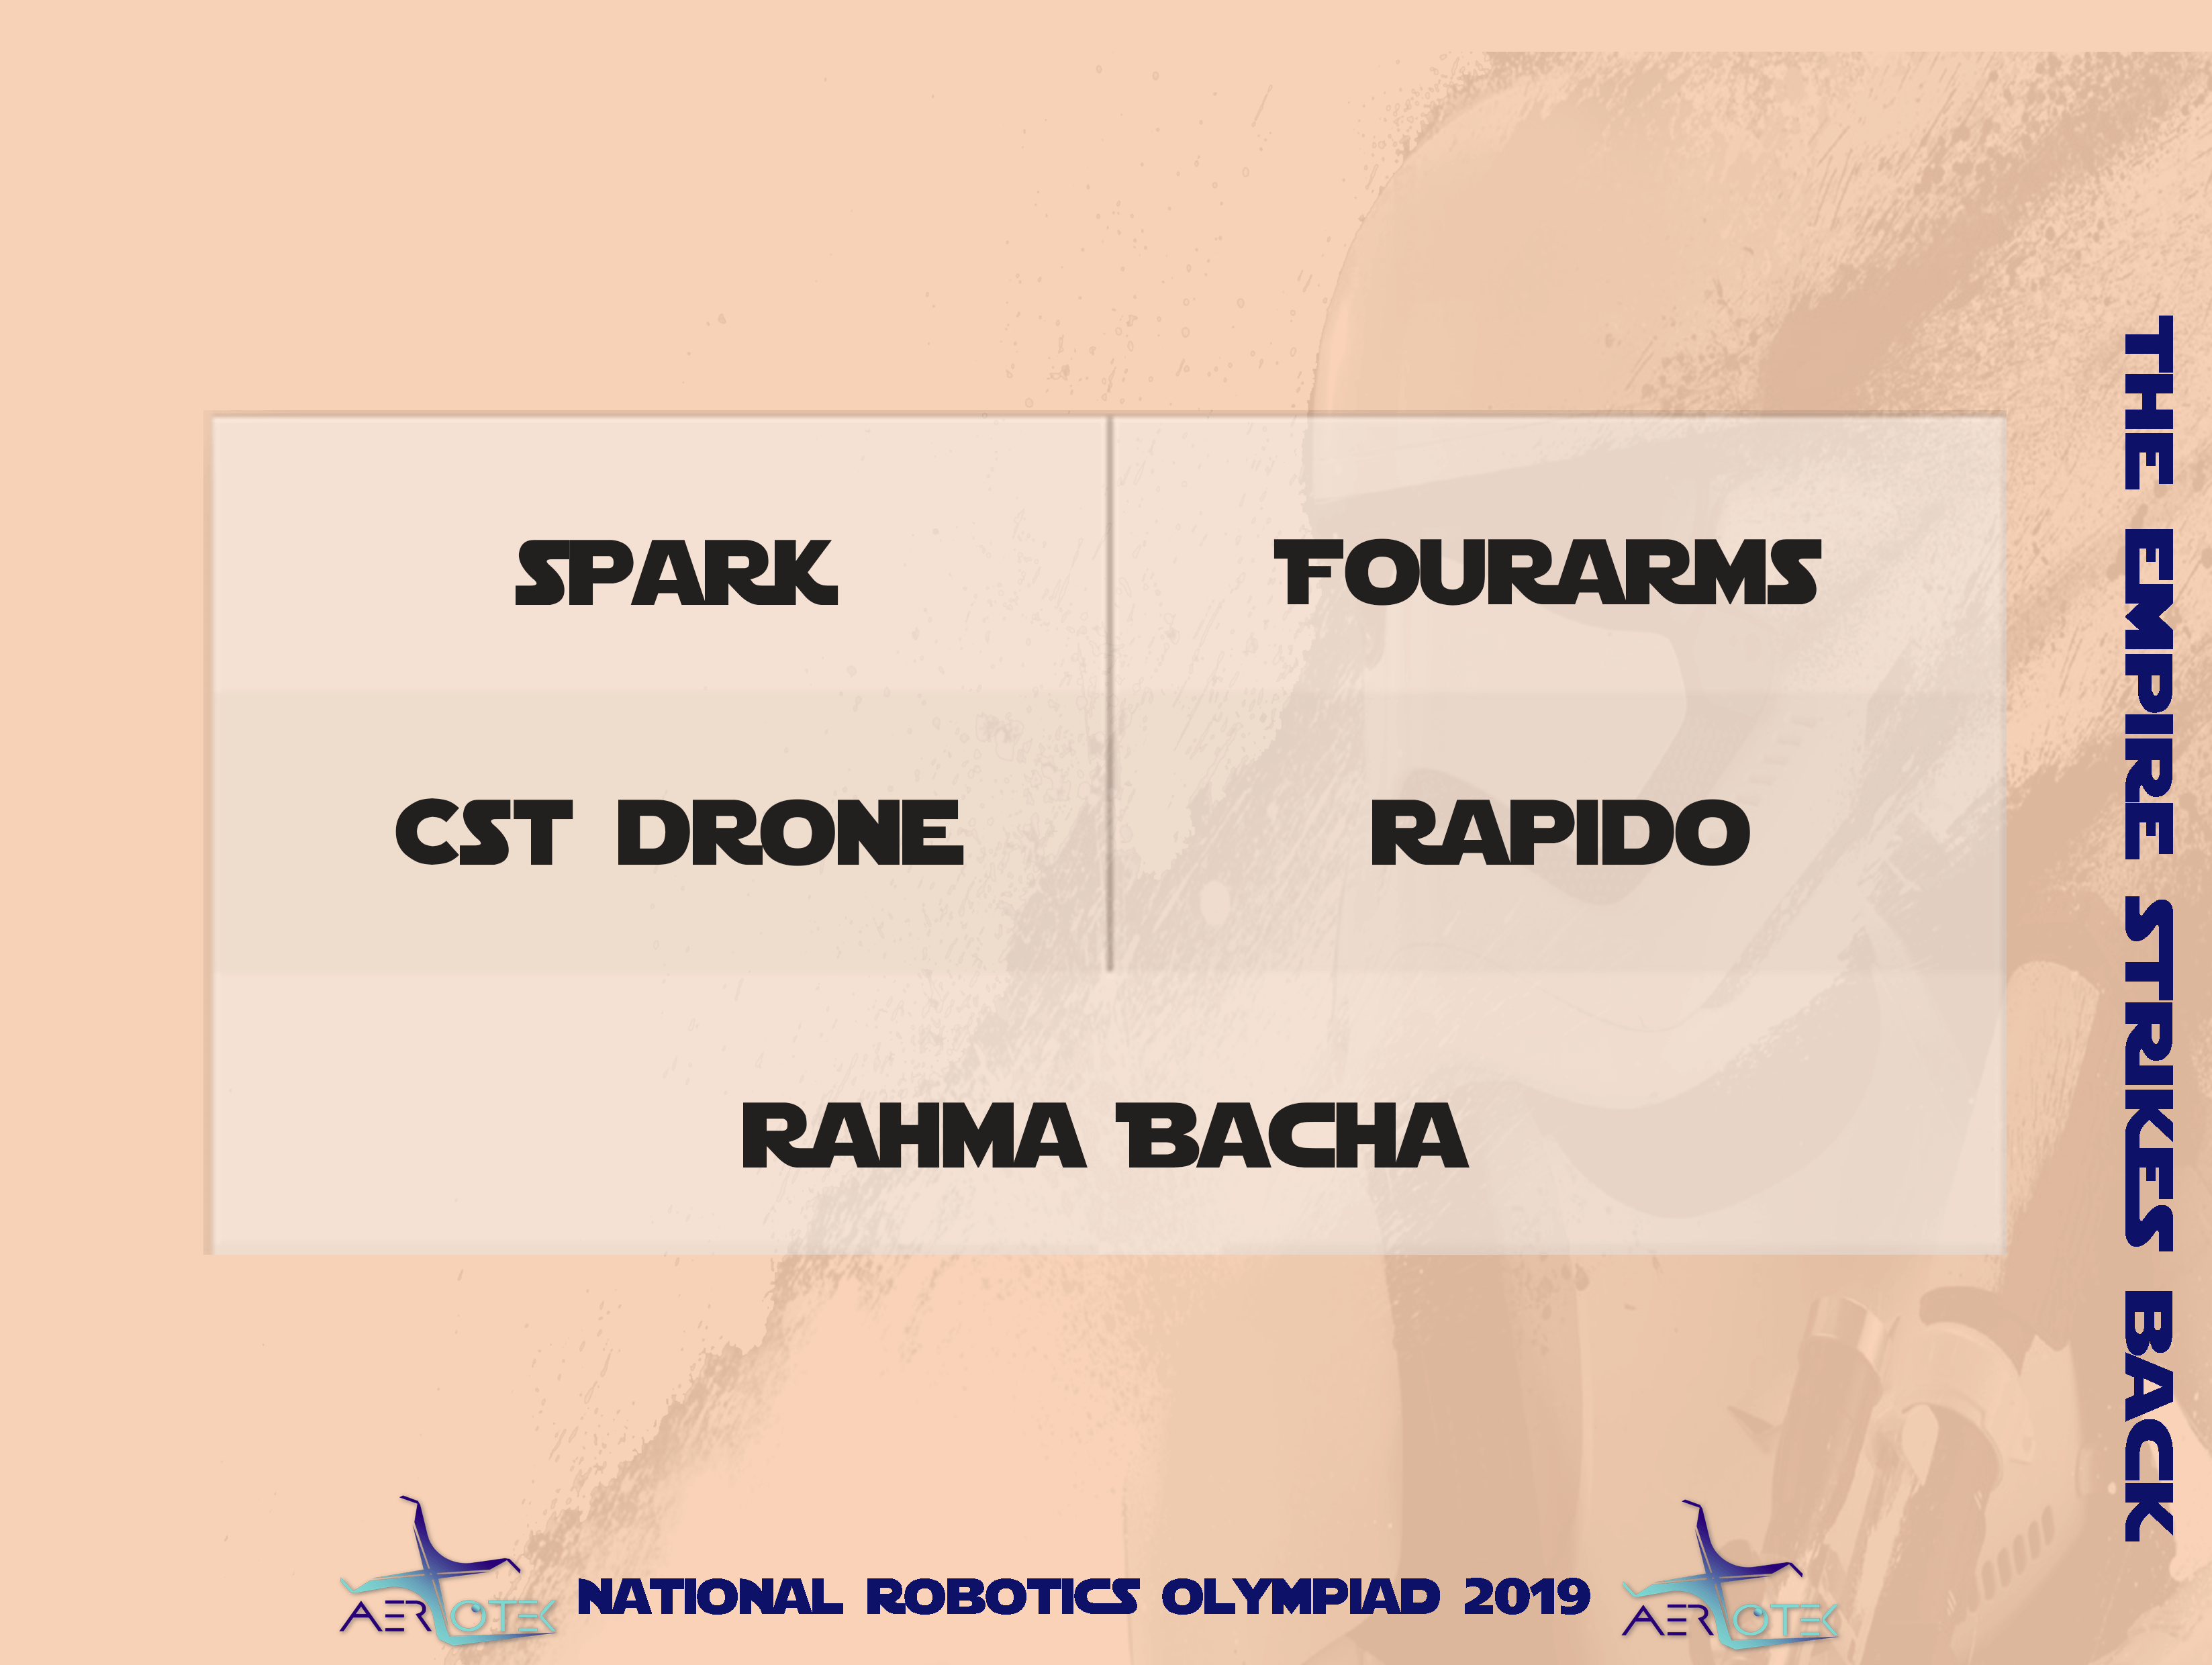 SPARK
FOURARMS
CST DRONE
RAPIDO
RAHMA BACHA
THE EMPIRE STRIKES BACK
AEROTEK
NATIONAL ROBOTICS OLYMPIAD 2019
AEROTEK